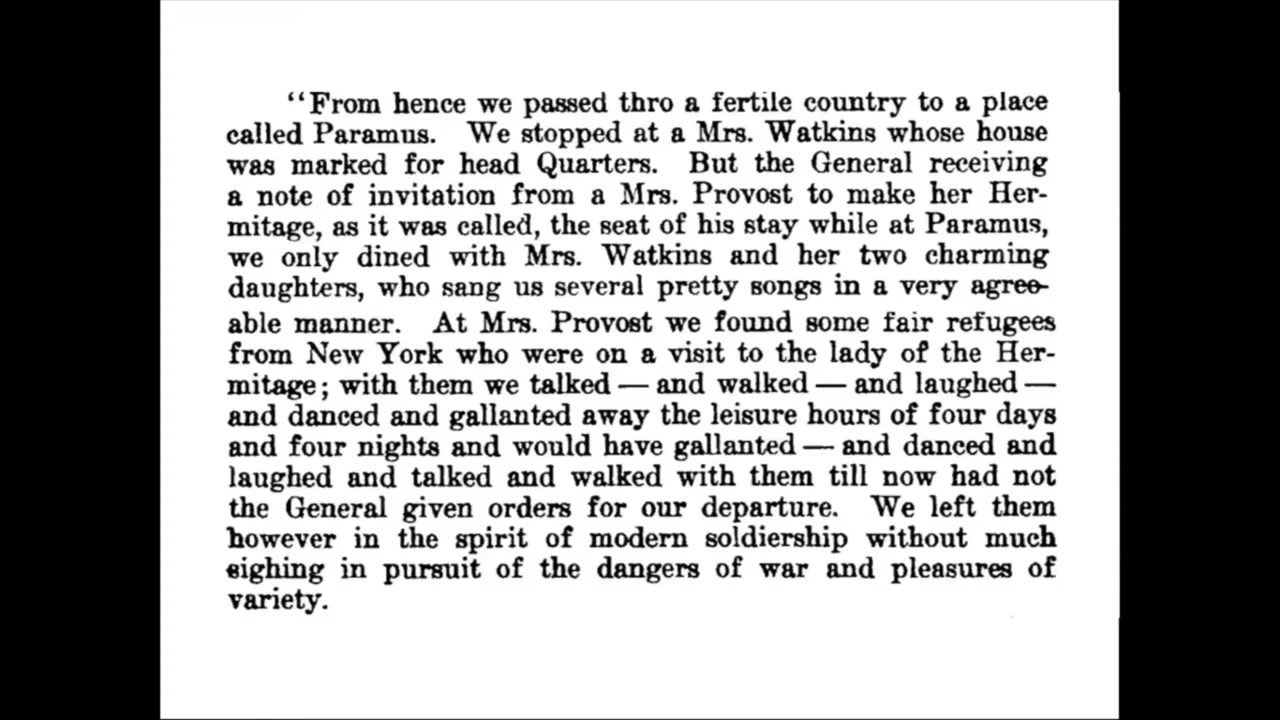 “From hence we passed thro a fertile country to a place
called Paramus. We stopped at a Mrs. Watkins whose house
was marked for head Quarters. But the General receiving
a note of invitation from a Mrs. Provost to make her Her-
mitage, as it was called, the seat of his stay while at Paramus,
we only dined with Mrs. Watkins and her two charming
daughters, who sang us several pretty songs in a very agree-
able manner. At Mrs. Provost we found some fair refugees
from New York who were on a visit to the lady of the Her-
mitage; with them we talked — and walked — and laughed —
and danced and gallanted away the leisure hours of four days
and four nights and would have gallanted — and danced and
laughed and talked and walked with them till now had not
the General given orders for our departure. We left them
however in the spirit of modern soldiership without much
sighing in pursuit of the dangers of war and pleasures of
variety.